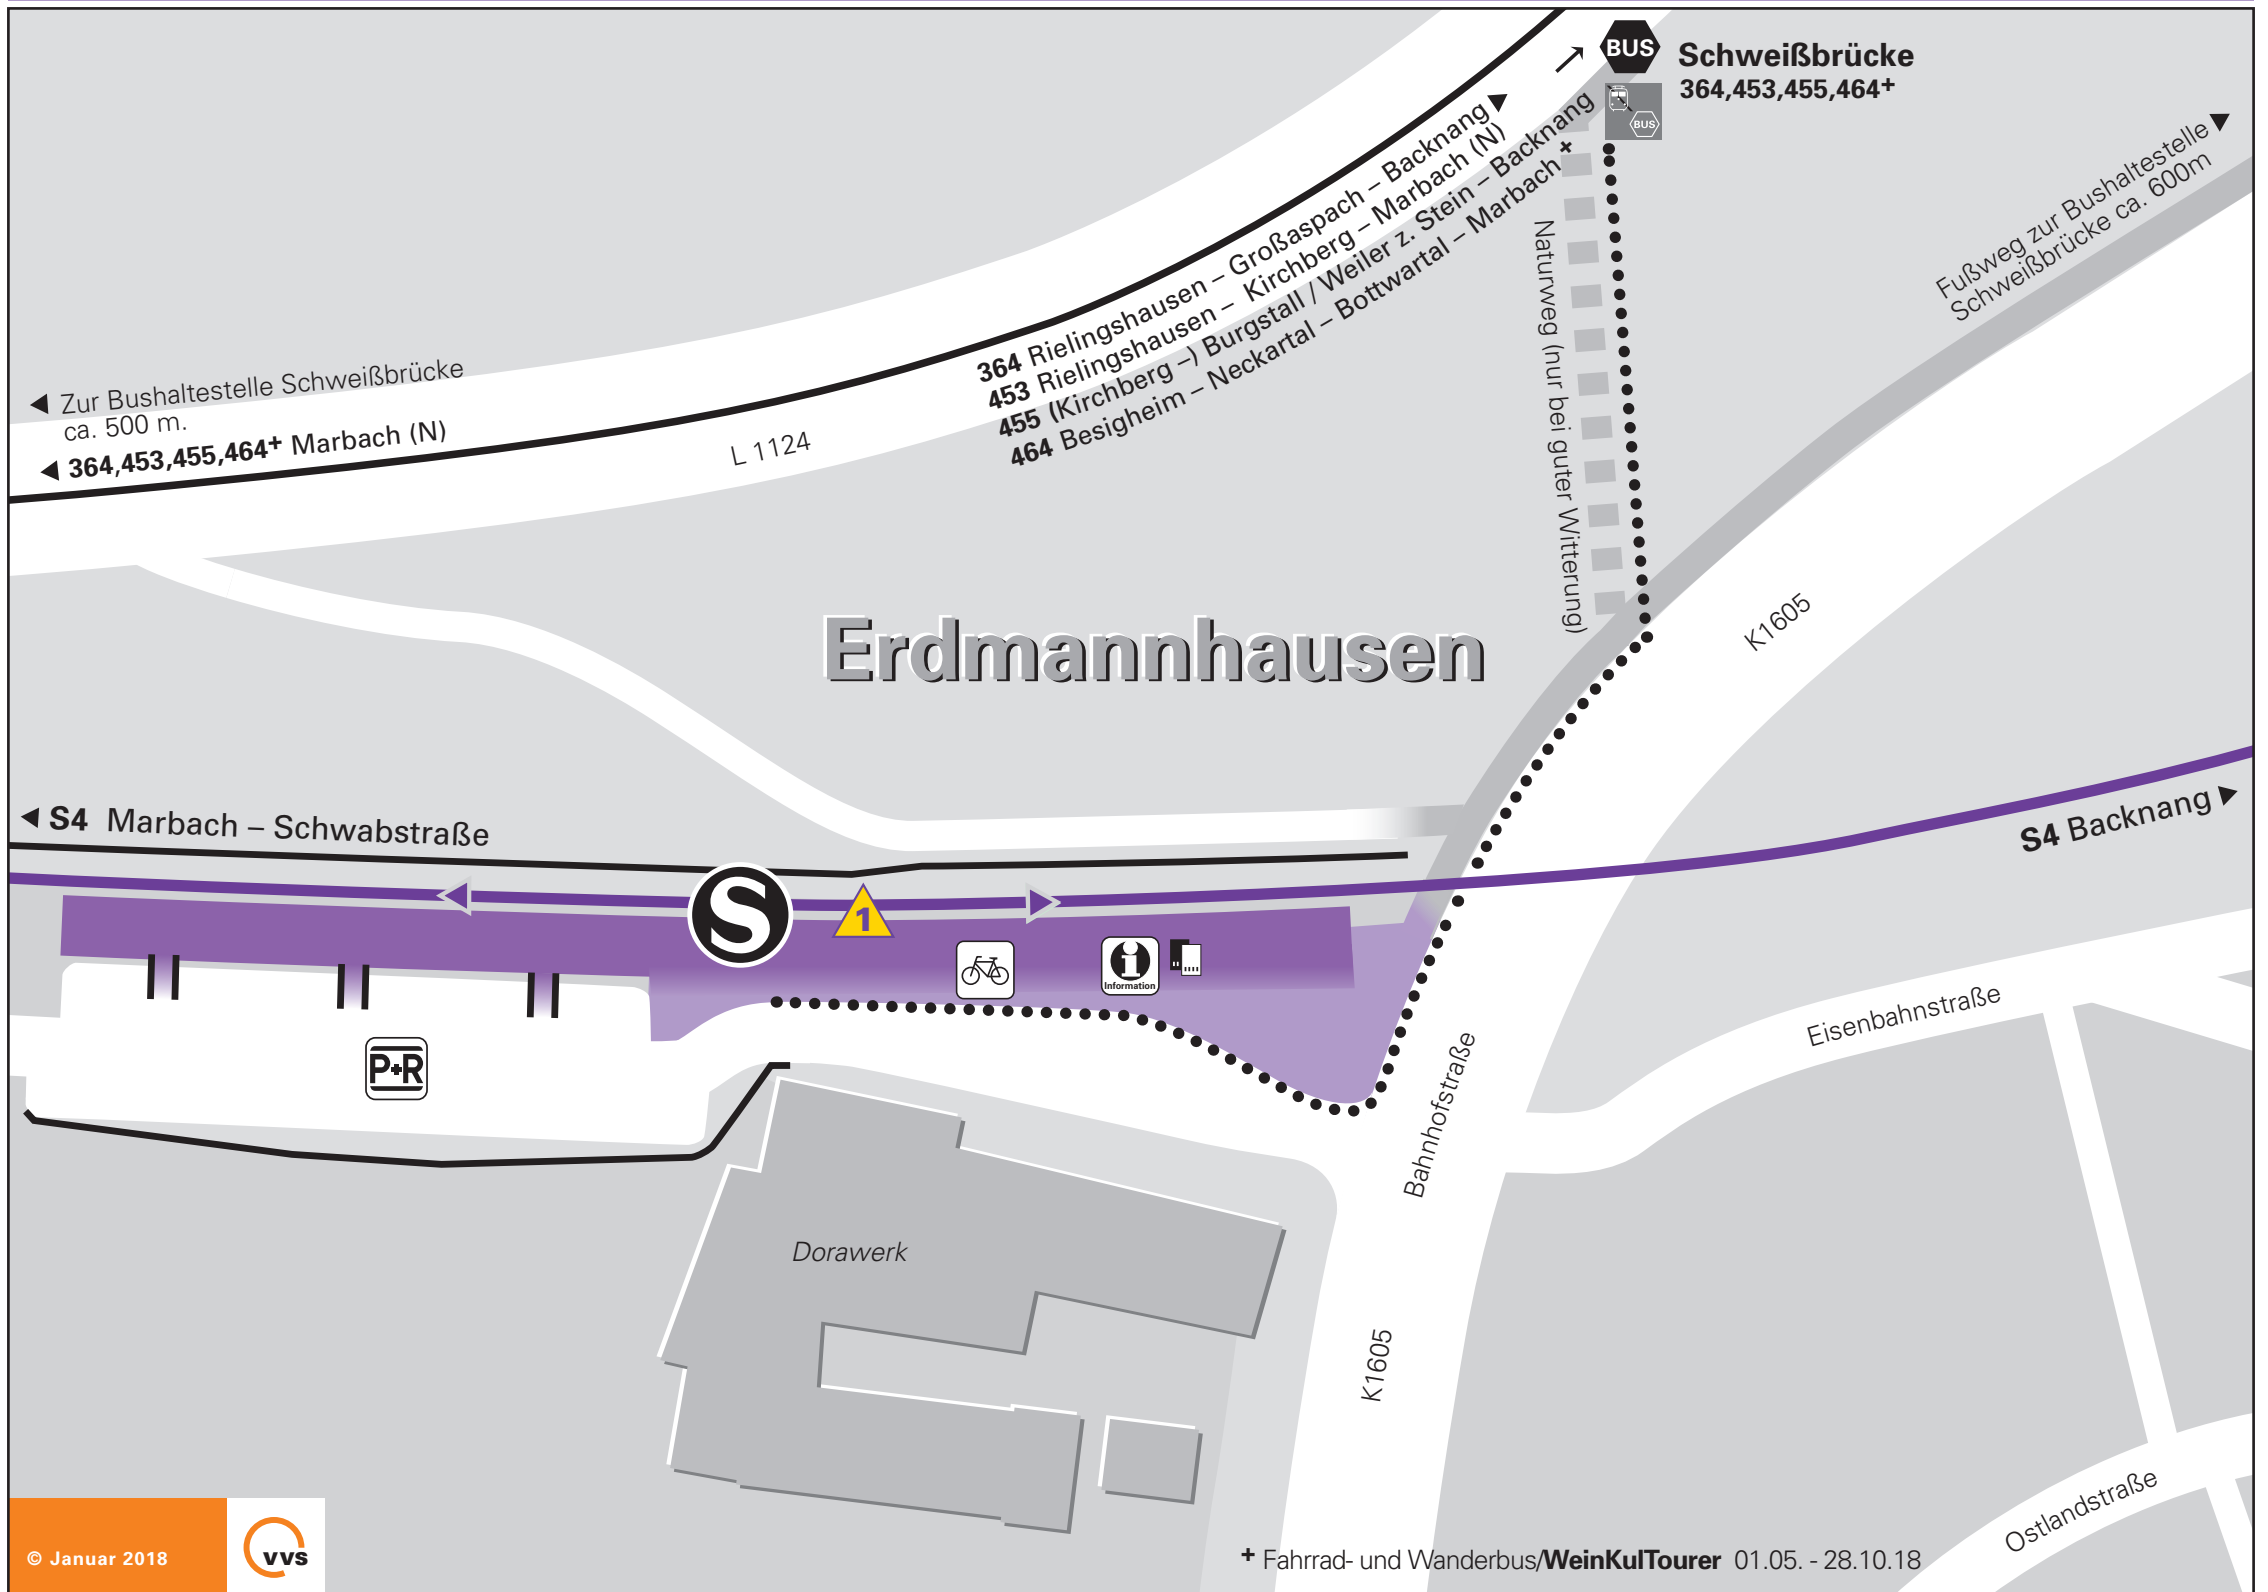 BUS
Schweißbrücke
364,453,455,464+
BUS
Fußweg zur Bushaltestelle
Schweißbrücke ca. 600m
364 Rielingshausen – Großaspach – Backnang
453 Rielingshausen – Kirchberg – Marbach (N)
455 (Kirchberg –) Burgstall / Weiler z. Stein – Backnang
464 Besigheim – Neckartal – Bottwartal – Marbach +
Naturweg (nur bei guter Witterung)
Zur Bushaltestelle Schweißbrücke
ca. 500 m.
364,453,455,464+ Marbach (N)
L 1124
K1605
Erdmannhausen
S4 Marbach – Schwabstraße
S4 Backnang
S
1
i
Information
P+R
Eisenbahnstraße
Bahnhofstraße
Dorawerk
K1605
Ostlandstraße
© Januar 2018
vvs
+ Fahrrad- und Wanderbus/WeinKulTourer 01.05. - 28.10.18